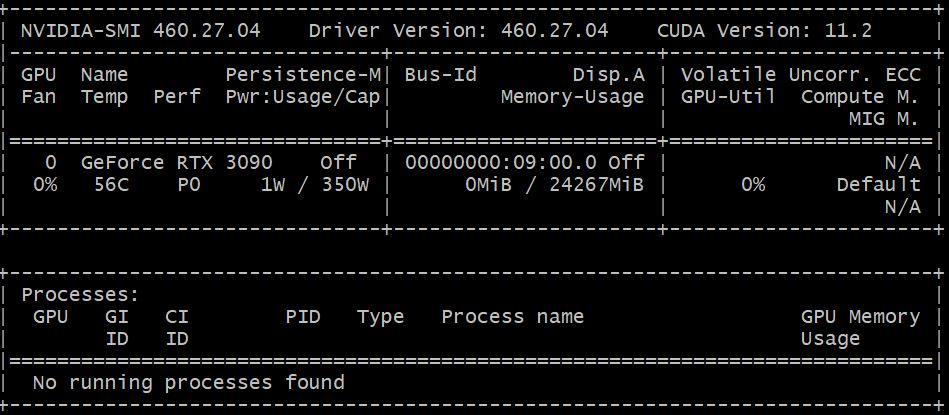 +-----------------------------------------------------------------------------+
| NVIDIA-SMI 460.27.04    Driver Version: 460.27.04    CUDA Version: 11.2     |
|-------------------------------+----------------------+----------------------+
| GPU  Name        Persistence-M| Bus-Id        Disp.A | Volatile Uncorr. ECC |
| Fan  Temp  Perf  Pwr:Usage/Cap|         Memory-Usage | GPU-Util  Compute M. |
|                               |                      |               MIG M. |
|===============================+======================+======================|
|   0  GeForce RTX 3090    Off  | 00000000:09:00.0 Off |                  N/A |
|  0%   56C    P0     1W / 350W |      0MiB / 24267MiB |      0%      Default |
|                               |                      |                  N/A |
+-------------------------------+----------------------+----------------------+

+-----------------------------------------------------------------------------+
| Processes:                                                                  |
|  GPU   GI   CI        PID   Type   Process name                  GPU Memory |
|        ID   ID                                                   Usage      |
|=============================================================================|
|  No running processes found                                                 |
+-----------------------------------------------------------------------------+